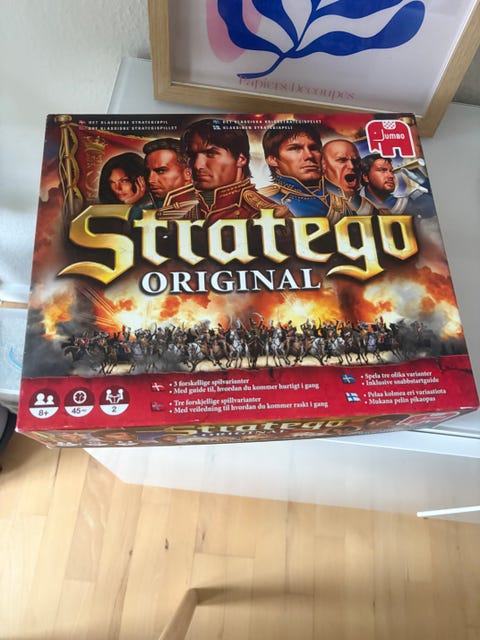 Papiers Découpés
DET KLASSISKE STRATEGISPIL
DET KLASSISKE STRATEGISPILLET
DET KLASSISKA KRIGSSTRATEGISPELET
KLASSINEN STRATEGIAPELI
JUMBO
Stratego
ORIGINAL
8+
45~
2
• 3 forskellige spilvarianter
• Med guide til, hvordan du kommer hurtigt i gang
• Tre forskjellige spillvarianter
• Med veiledning til hvordan du kommer raskt i gang
• Spela tre olika varianter
• Inklusive snabbstartguide
• Pelaa kolmea eri variaatiota
• Mukana pelin pikaopas
Stratego